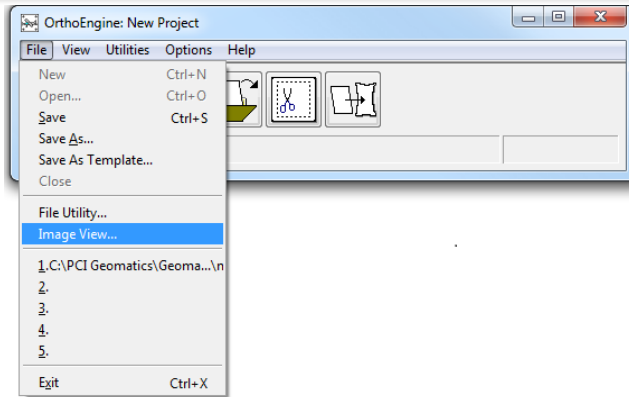 OrthoEngine: New Project
File View Utilities Options Help
New Ctrl+N
Open... Ctrl+O
Save Ctrl+S
Save As...
Save As Template...
Close
File Utility...
Image View...
1.C:\PCI Geomatics\Geoma...\n
2.
3.
4.
5.
Exit Ctrl+X